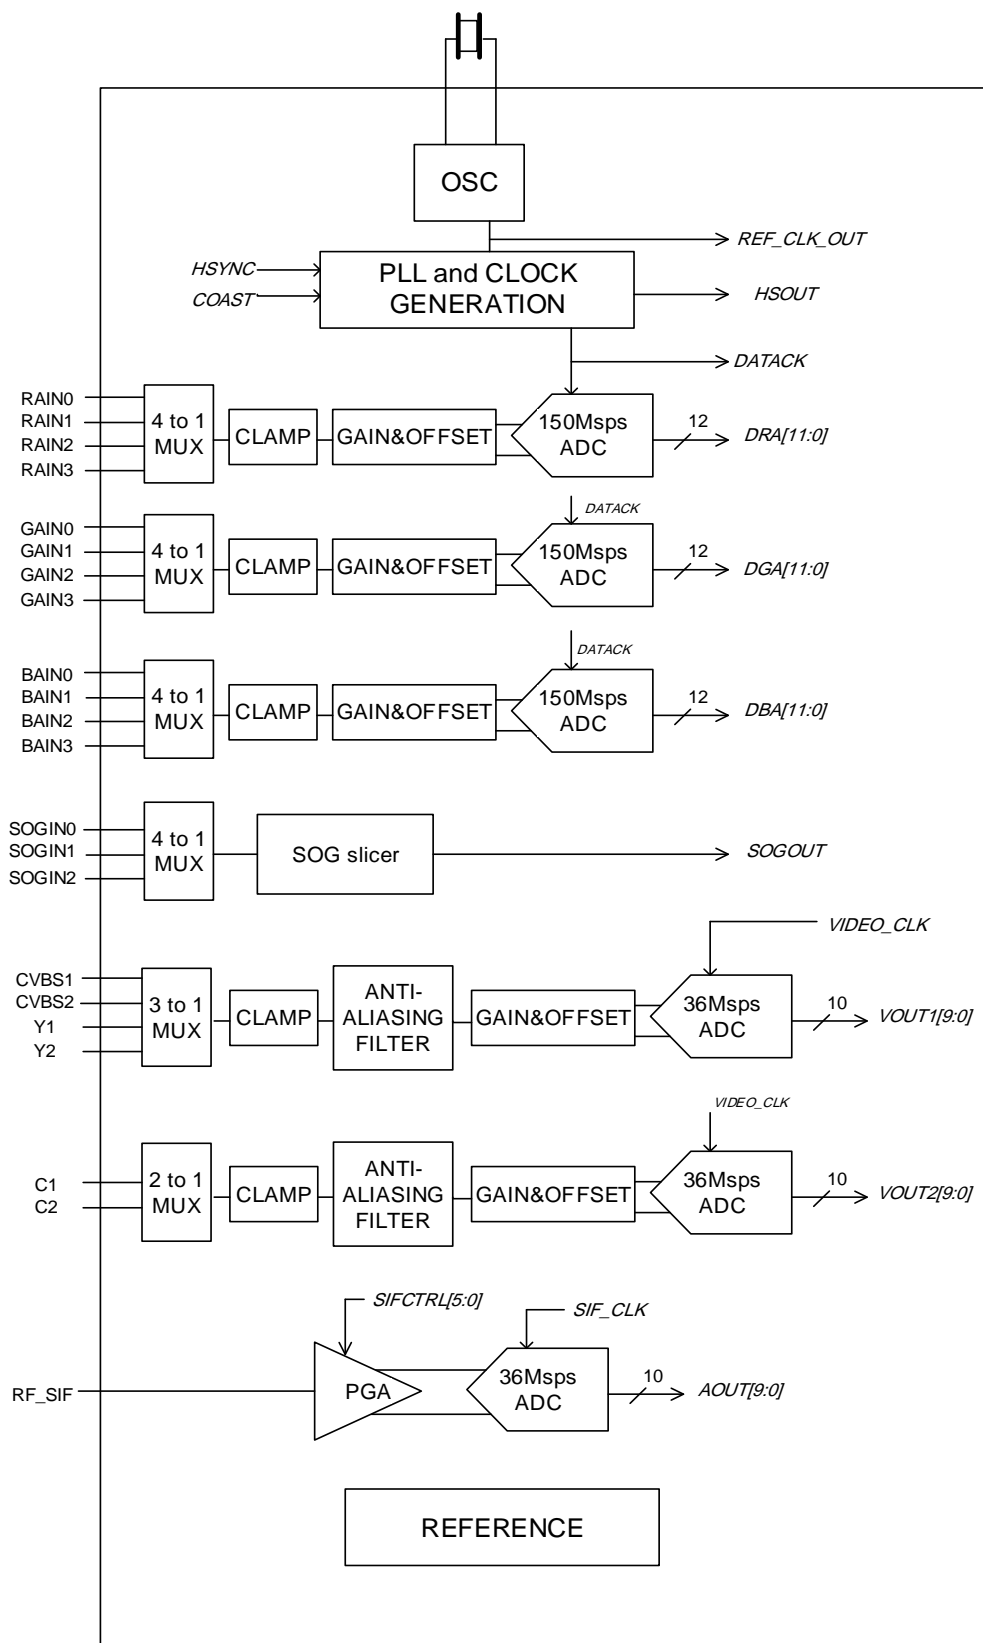 OSC
REF_CLK_OUT
HSYNC
COAST
PLL and CLOCK
GENERATION
HSOUT
DATACK
RAIN0
RAIN1
RAIN2
RAIN3
4 to 1
MUX
CLAMP
GAIN&OFFSET
150Msps
ADC
12
DRA[11:0]
DATACK
GAIN0
GAIN1
GAIN2
GAIN3
4 to 1
MUX
CLAMP
GAIN&OFFSET
150Msps
ADC
12
DGA[11:0]
DATACK
BAIN0
BAIN1
BAIN2
BAIN3
4 to 1
MUX
CLAMP
GAIN&OFFSET
150Msps
ADC
12
DBA[11:0]
SOGIN0
SOGIN1
SOGIN2
4 to 1
MUX
SOG slicer
SOGOUT
VIDEO_CLK
CVBS1
CVBS2
Y1
Y2
3 to 1
MUX
CLAMP
ANTI-
ALIASING
FILTER
GAIN&OFFSET
36Msps
ADC
10
VOUT1[9:0]
VIDEO_CLK
C1
C2
2 to 1
MUX
CLAMP
ANTI-
ALIASING
FILTER
GAIN&OFFSET
36Msps
ADC
10
VOUT2[9:0]
SIFCTRL[5:0]
SIF_CLK
RF_SIF
PGA
36Msps
ADC
10
AOUT[9:0]
REFERENCE